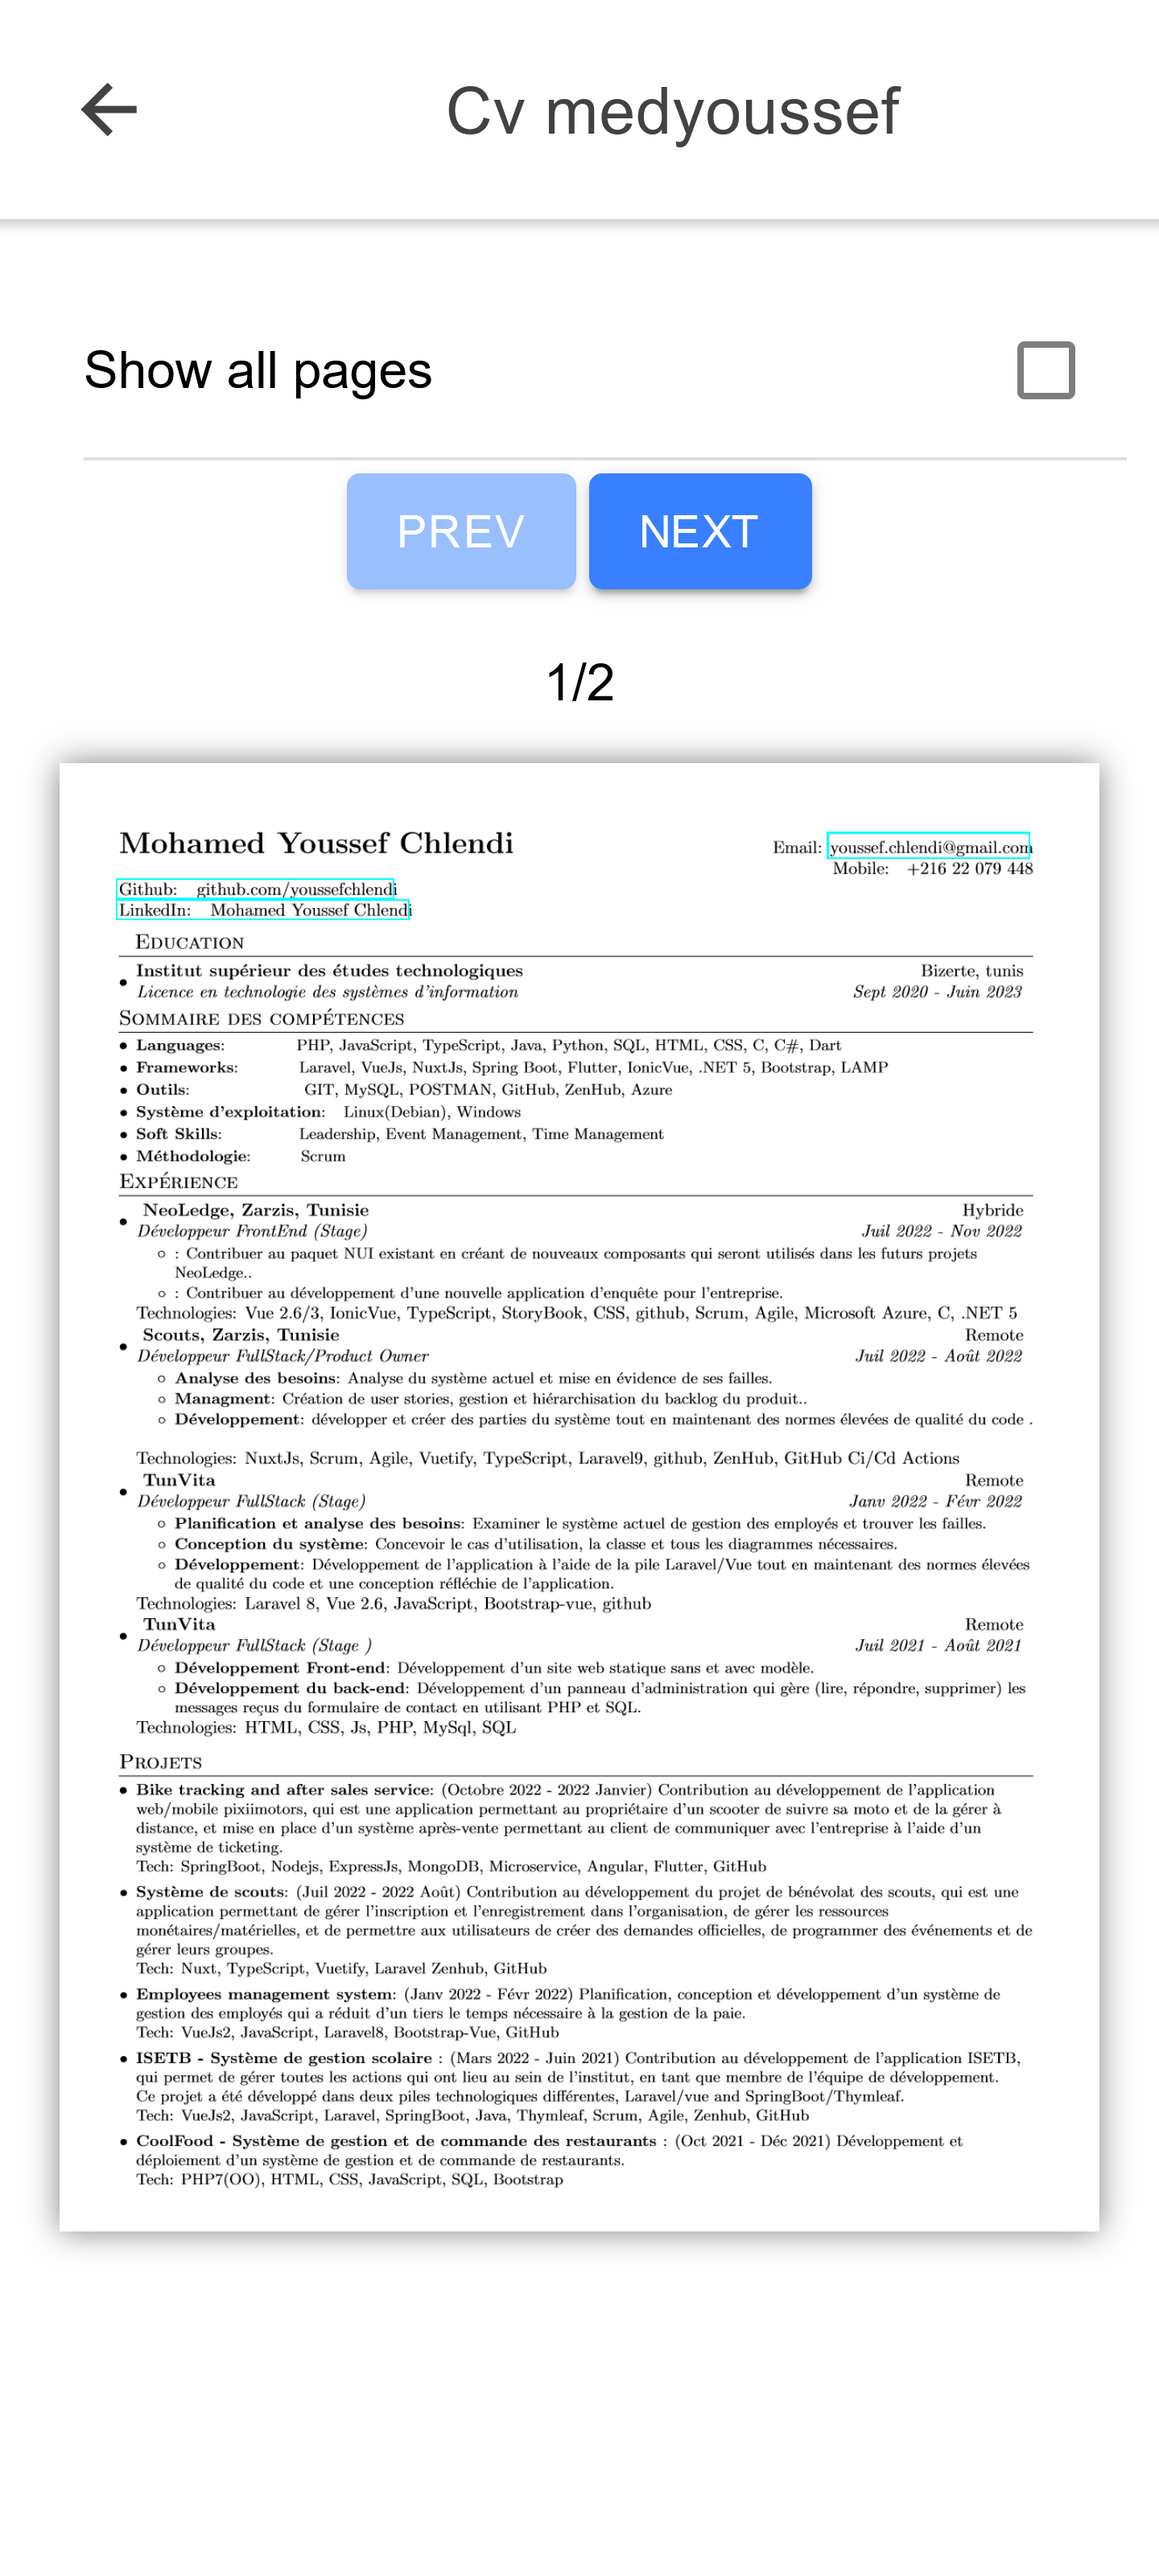 Cv medyoussef
Show all pages
PREV NEXT
1/2
Mohamed Youssef Chlendi
Email: youssef.chlendi@gmail.com
Mobile: +216 22 079 448
Github: github.com/youssefchlendi
LinkedIn: Mohamed Youssef Chlendi
EDUCATION
• Institut supérieur des études technologiques Bizerte, tunis
Licence en technologie des systèmes d'information Sept 2020 - Juin 2023
SOMMAIRE DES COMPÉTENCES
• Languages: PHP, JavaScript, TypeScript, Java, Python, SQL, HTML, CSS, C, C#, Dart
• Frameworks: Laravel, VueJs, NuxtJs, Spring Boot, Flutter, IonicVue, .NET 5, Bootstrap, LAMP
• Outils: GIT, MySQL, POSTMAN, GitHub, ZenHub, Azure
• Système d'exploitation: Linux(Debian), Windows
• Soft Skills: Leadership, Event Management, Time Management
• Méthodologie: Scrum
EXPÉRIENCE
• NeoLedge, Zarzis, Tunisie Hybride
Développeur FrontEnd (Stage) Juil 2022 - Nov 2022
◦ : Contribuer au paquet NUI existant en créant de nouveaux composants qui seront utilisés dans les futurs projets
NeoLedge..
◦ : Contribuer au développement d'une nouvelle application d'enquête pour l'entreprise.
Technologies: Vue 2.6/3, IonicVue, TypeScript, StoryBook, CSS, github, Scrum, Agile, Microsoft Azure, C, .NET 5
• Scouts, Zarzis, Tunisie Remote
Développeur FullStack/Product Owner Juil 2022 - Août 2022
◦ Analyse des besoins: Analyse du système actuel et mise en évidence de ses failles.
◦ Managment: Création de user stories, gestion et hiérarchisation du backlog du produit..
◦ Développement: développer et créer des parties du système tout en maintenant des normes élevées de qualité du code .
Technologies: NuxtJs, Scrum, Agile, Vuetify, TypeScript, Laravel9, github, ZenHub, GitHub Ci/Cd Actions
• TunVita Remote
Développeur FullStack (Stage) Janv 2022 - Févr 2022
◦ Planification et analyse des besoins: Examiner le système actuel de gestion des employés et trouver les failles.
◦ Conception du système: Concevoir le cas d'utilisation, la classe et tous les diagrammes nécessaires.
◦ Développement: Développement de l'application à l'aide de la pile Laravel/Vue tout en maintenant des normes élevées
de qualité du code et une conception réfléchie de l'application.
Technologies: Laravel 8, Vue 2.6, JavaScript, Bootstrap-vue, github
• TunVita Remote
Développeur FullStack (Stage ) Juil 2021 - Août 2021
◦ Développement Front-end: Développement d'un site web statique sans et avec modèle.
◦ Développement du back-end: Développement d'un panneau d'administration qui gère (lire, répondre, supprimer) les
messages reçus du formulaire de contact en utilisant PHP et SQL.
Technologies: HTML, CSS, Js, PHP, MySql, SQL
PROJETS
• Bike tracking and after sales service: (Octobre 2022 - 2022 Janvier) Contribution au développement de l'application
web/mobile pixiimotors, qui est une application permettant au propriétaire d'un scooter de suivre sa moto et de la gérer à
distance, et mise en place d'un système après-vente permettant au client de communiquer avec l'entreprise à l'aide d'un
système de ticketing.
Tech: SpringBoot, Nodejs, ExpressJs, MongoDB, Microservice, Angular, Flutter, GitHub
• Système de scouts: (Juil 2022 - 2022 Août) Contribution au développement du projet de bénévolat des scouts, qui est une
application permettant de gérer l'inscription et l'enregistrement dans l'organisation, de gérer les ressources
monétaires/matérielles, et de permettre aux utilisateurs de créer des demandes officielles, de programmer des événements et de
gérer leurs groupes.
Tech: Nuxt, TypeScript, Vuetify, Laravel Zenhub, GitHub
• Employees management system: (Janv 2022 - Févr 2022) Planification, conception et développement d'un système de
gestion des employés qui a réduit d'un tiers le temps nécessaire à la gestion de la paie.
Tech: VueJs2, JavaScript, Laravel8, Bootstrap-Vue, GitHub
• ISETB - Système de gestion scolaire : (Mars 2022 - Juin 2021) Contribution au développement de l'application ISETB,
qui permet de gérer toutes les actions qui ont lieu au sein de l'institut, en tant que membre de l'équipe de développement.
Ce projet a été développé dans deux piles technologiques différentes, Laravel/vue and SpringBoot/Thymleaf.
Tech: VueJs2, JavaScript, Laravel, SpringBoot, Java, Thymleaf, Scrum, Agile, Zenhub, GitHub
• CoolFood - Système de gestion et de commande des restaurants : (Oct 2021 - Déc 2021) Développement et
déploiement d'un système de gestion et de commande de restaurants.
Tech: PHP7(OO), HTML, CSS, JavaScript, SQL, Bootstrap